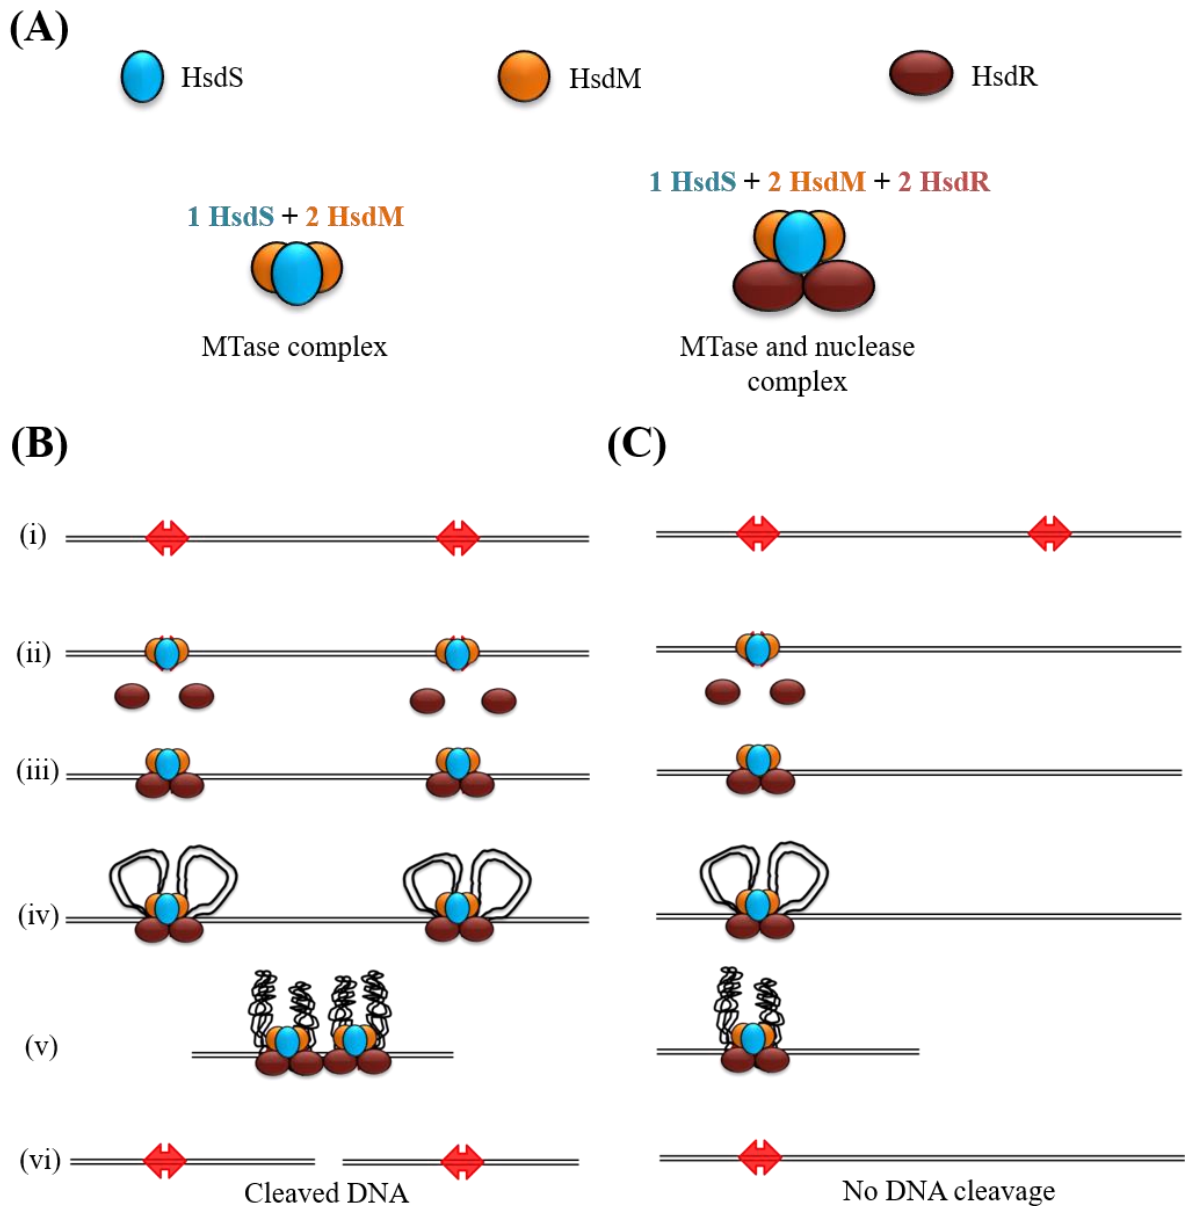 (A)
HsdS
HsdM
HsdR
1 HsdS + 2 HsdM
1 HsdS + 2 HsdM + 2 HsdR
MTase complex
MTase and nuclease
complex
(B)
(C)
(i)
(ii)
(iii)
(iv)
(v)
(vi)
Cleaved DNA
No DNA cleavage